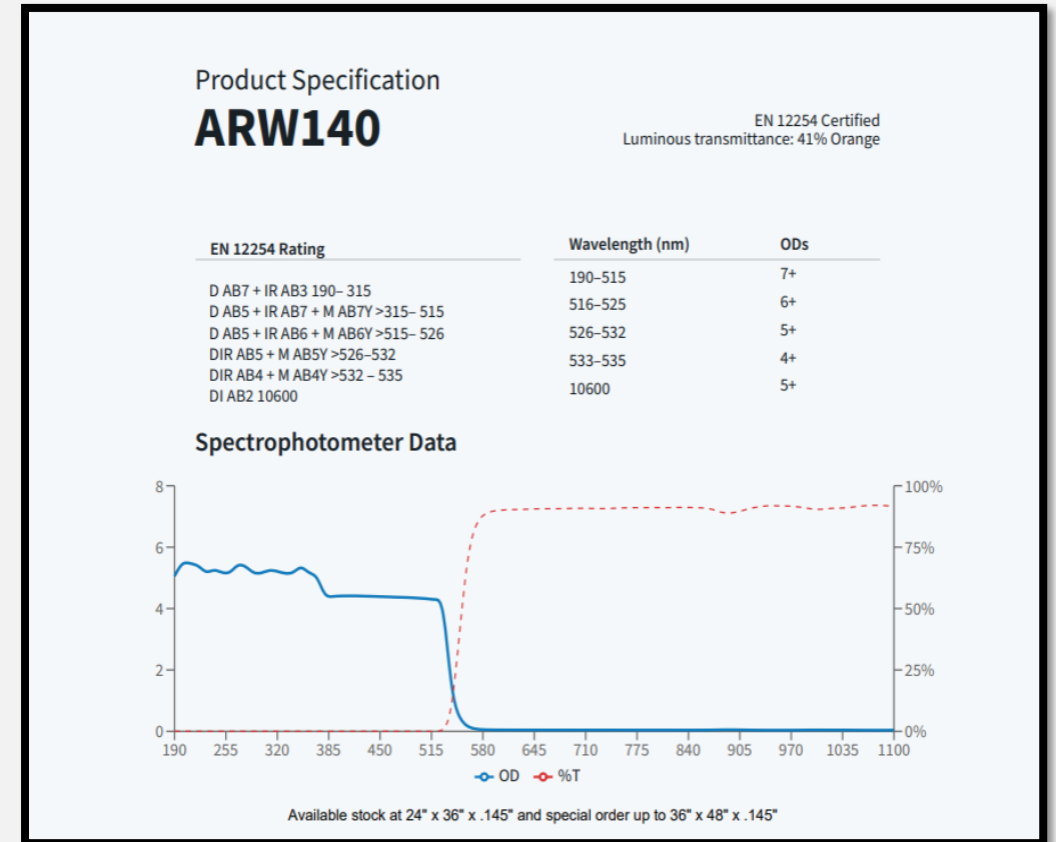 Product Specification
ARW140
EN 12254 Certified
Luminous transmittance: 41% Orange
EN 12254 Rating
D AB7 + IR AB3 190– 315
D AB5 + IR AB7 + M AB7Y >315– 515
D AB5 + IR AB6 + M AB6Y >515– 526
DIR AB5 + M AB5Y >526–532
DIR AB4 + M AB4Y >532 – 535
DI AB2 10600
Wavelength (nm) ODs
190–515 7+
516–525 6+
526–532 5+
533–535 4+
10600 5+
Spectrophotometer Data
8 100%
6 75%
4 50%
2 25%
0 0%
190 255 320 385 450 515 580 645 710 775 840 905 970 1035 1100
OD %T
Available stock at 24" x 36" x .145" and special order up to 36" x 48" x .145"